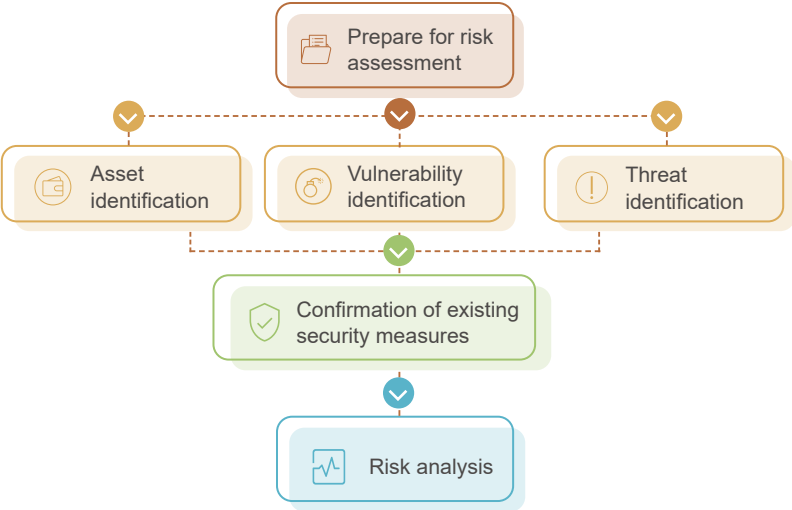 Prepare for risk
assessment
Asset
identification
Vulnerability
identification
Threat
identification
Confirmation of existing
security measures
Risk analysis